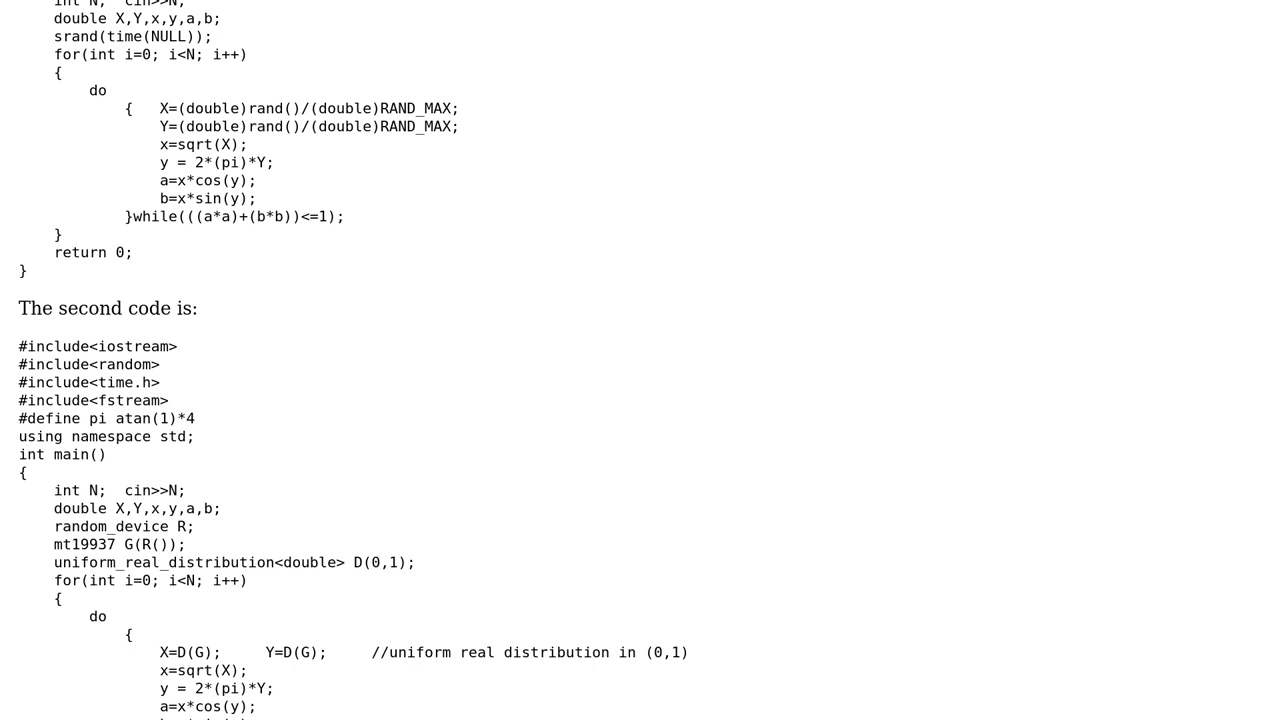 int N;  cin>>N;
    double X,Y,x,y,a,b;
    srand(time(NULL));
    for(int i=0; i<N; i++)
    {
        do
            {   X=(double)rand()/(double)RAND_MAX;
                Y=(double)rand()/(double)RAND_MAX;
                x=sqrt(X);
                y = 2*(pi)*Y;
                a=x*cos(y);
                b=x*sin(y);
            }while(((a*a)+(b*b))<=1);
    }
    return 0;
}
The second code is:
#include<iostream>
#include<random>
#include<time.h>
#include<fstream>
#define pi atan(1)*4
using namespace std;
int main()
{
    int N;  cin>>N;
    double X,Y,x,y,a,b;
    random_device R;
    mt19937 G(R());
    uniform_real_distribution<double> D(0,1);
    for(int i=0; i<N; i++)
    {
        do
            {
                X=D(G);     Y=D(G);     //uniform real distribution in (0,1)
                x=sqrt(X);
                y = 2*(pi)*Y;
                a=x*cos(y);